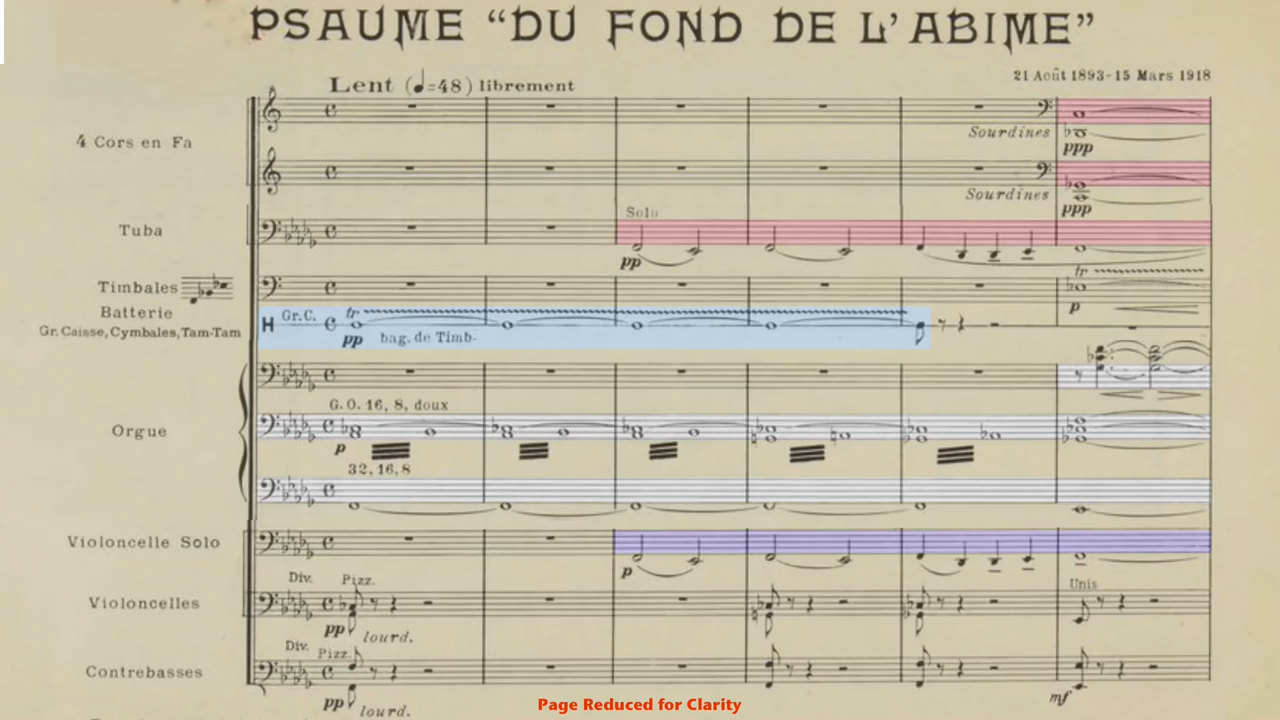 PSAUME “DU FOND DE L’ABIME”
21 Août 1893-15 Mars 1918
Lent (♩=48) librement
4 Cors en Fa
Sourdines
ppp
Sourdines
ppp
Solo
Tuba
pp
tr
Timbales
p
Batterie
Gr. Caisse, Cymbales, Tam-Tam
Gr.C.
tr
pp bag. de Timb-
G.O. 16, 8, doux
Orgue
p
32, 16, 8
Violoncelle Solo
p
Div. Pizz.
Unis
Violoncelles
pp lourd.
Div. Pizz.
Contrebasses
pp lourd.
mf
Page Reduced for Clarity